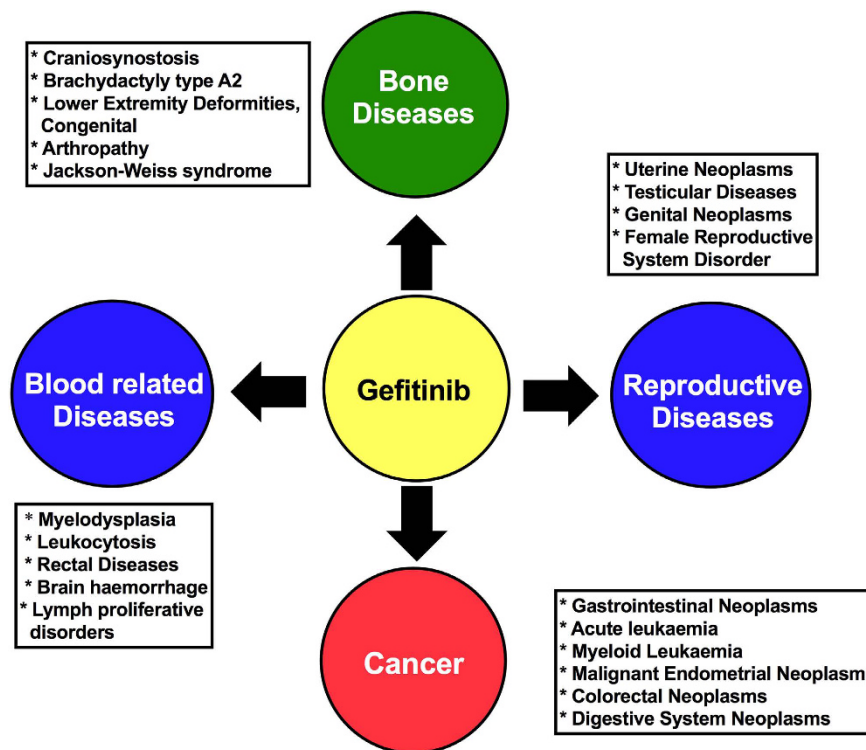 * Craniosynostosis
* Brachydactyly type A2
* Lower Extremity Deformities,
Congenital
* Arthropathy
* Jackson-Weiss syndrome
Bone
Diseases
* Uterine Neoplasms
* Testicular Diseases
* Genital Neoplasms
* Female Reproductive
System Disorder
Blood related
Diseases
Gefitinib
Reproductive
Diseases
* Myelodysplasia
* Leukocytosis
* Rectal Diseases
* Brain haemorrhage
* Lymph proliferative
disorders
Cancer
* Gastrointestinal Neoplasms
* Acute leukaemia
* Myeloid Leukaemia
* Malignant Endometrial Neoplasm
* Colorectal Neoplasms
* Digestive System Neoplasms